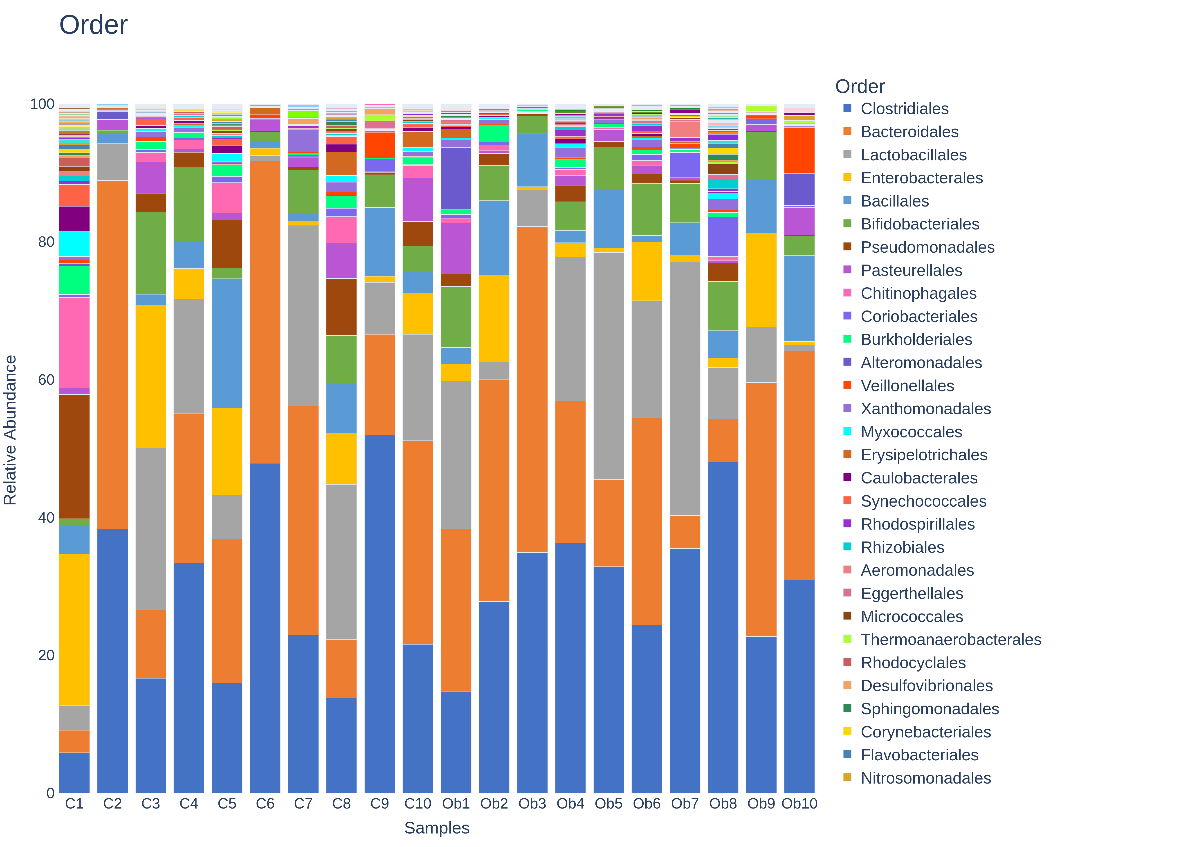 Order
Order
Clostridiales
Bacteroidales
Lactobacillales
Enterobacterales
Bacillales
Bifidobacteriales
Pseudomonadales
Pasteurellales
Chitinophagales
Coriobacteriales
Burkholderiales
Alteromonadales
Veillonellales
Xanthomonadales
Myxococcales
Erysipelotrichales
Caulobacterales
Synechococcales
Rhodospirillales
Rhizobiales
Aeromonadales
Eggerthellales
Micrococcales
Thermoanaerobacterales
Rhodocyclales
Desulfovibrionales
Sphingomonadales
Corynebacteriales
Flavobacteriales
Nitrosomonadales
Relative Abundance
100
80
60
40
20
0
C1 C2 C3 C4 C5 C6 C7 C8 C9 C10 Ob1 Ob2 Ob3 Ob4 Ob5 Ob6 Ob7 Ob8 Ob9 Ob10
Samples